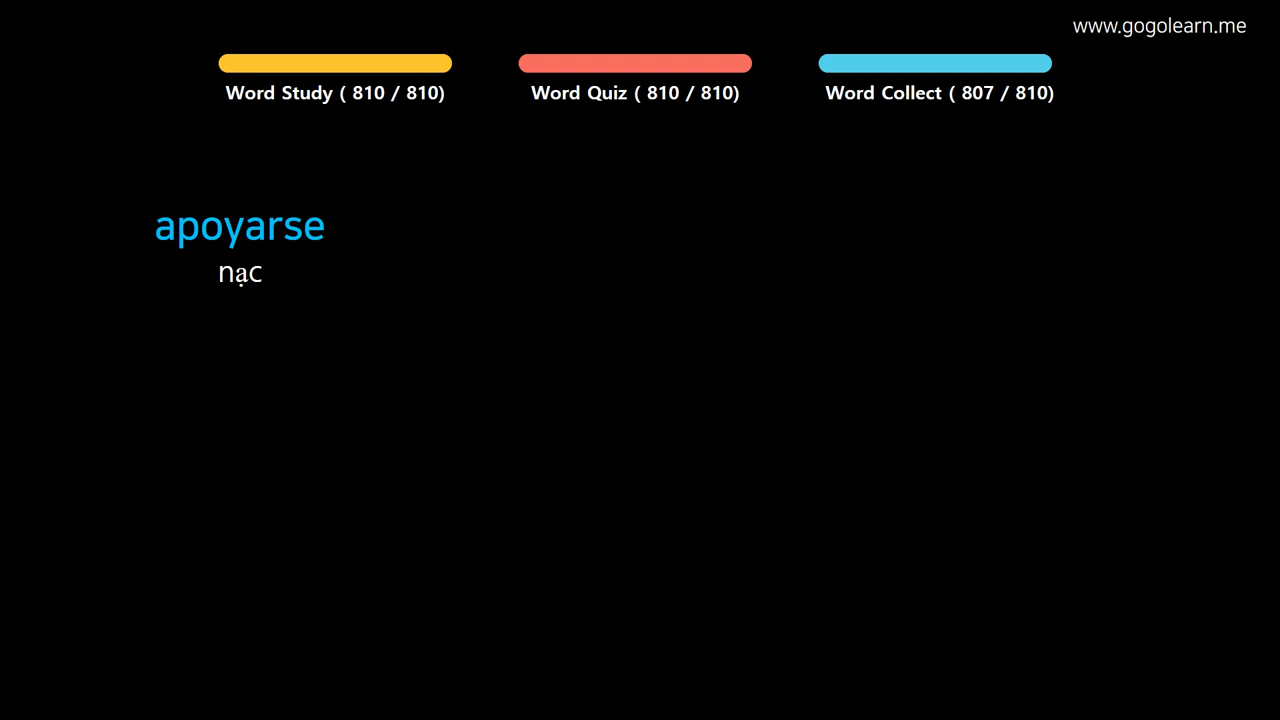 www.gogolearn.me
Word Study ( 810 / 810)
Word Quiz ( 810 / 810)
Word Collect ( 807 / 810)
apoyarse
nạc